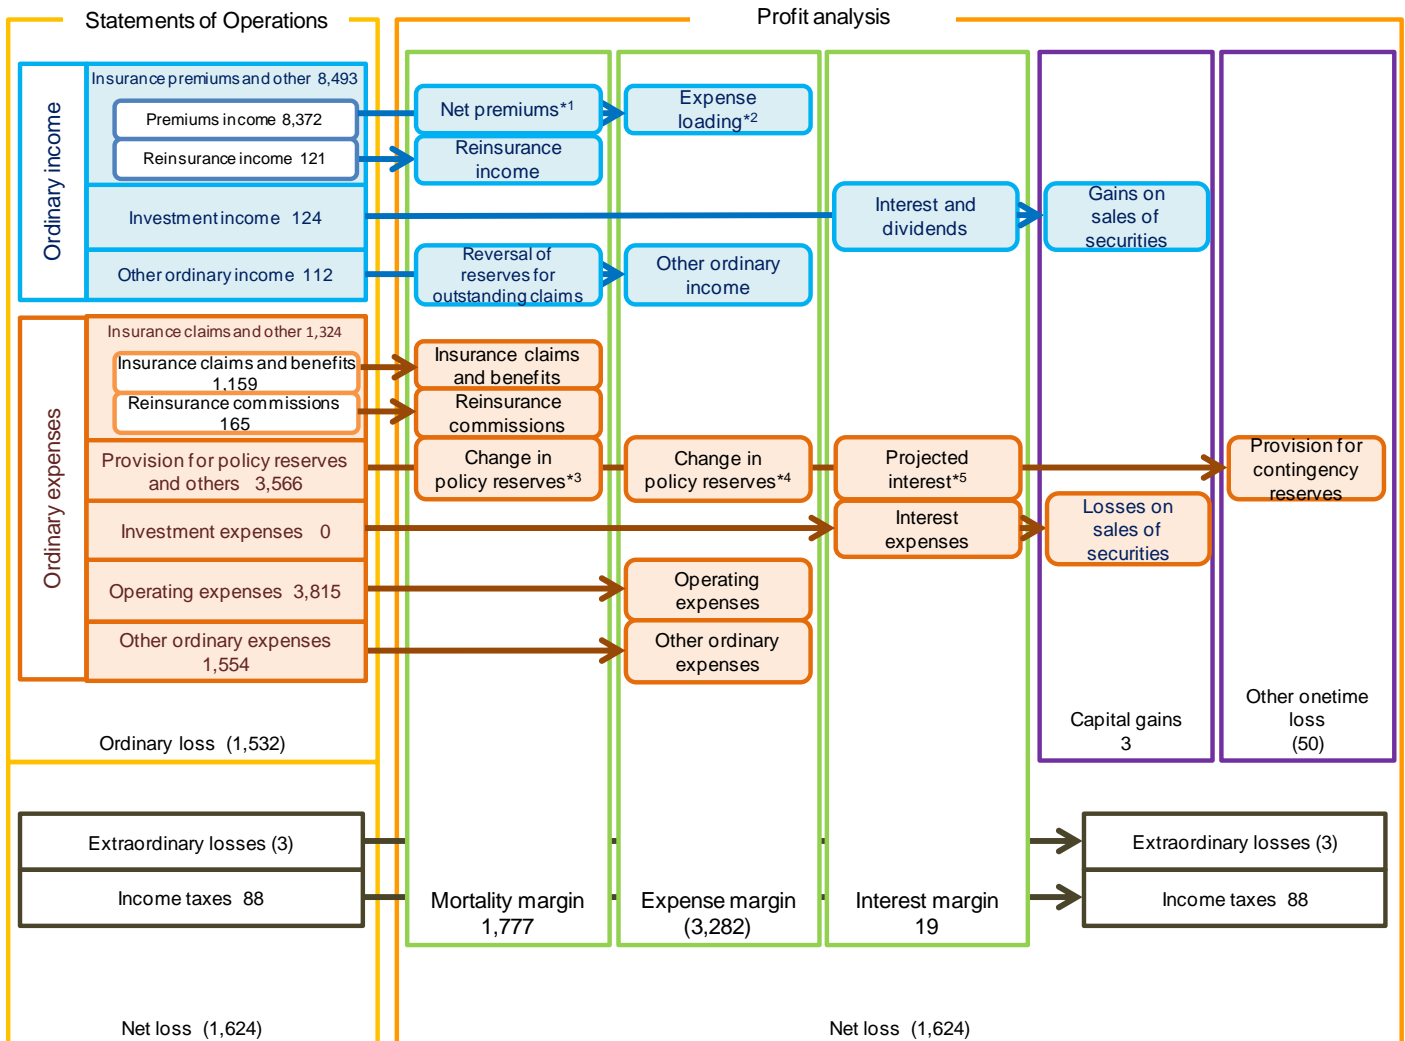 Statements of Operations
Profit analysis
Ordinary income
Insurance premiums and other 8,493
Premiums income 8,372
Reinsurance income 121
Investment income 124
Other ordinary income 112
Net premiums*1
Expense
loading*2
Reinsurance
income
Interest and
dividends
Gains on
sales of
securities
Reversal of
reserves for
outstanding claims
Other ordinary
income
Ordinary expenses
Insurance claims and other 1,324
Insurance claims and benefits
1,159
Reinsurance commissions
165
Provision for policy reserves
and others 3,566
Investment expenses 0
Operating expenses 3,815
Other ordinary expenses
1,554
Insurance claims
and benefits
Reinsurance
commissions
Change in
policy reserves*3
Change in
policy reserves*4
Projected
interest*5
Provision for
contingency
reserves
Interest
expenses
Losses on
sales of
securities
Operating
expenses
Other ordinary
expenses
Ordinary loss (1,532)
Capital gains
3
Other onetime
loss
(50)
Extraordinary losses (3)
Income taxes 88
Mortality margin
1,777
Expense margin
(3,282)
Interest margin
19
Extraordinary losses (3)
Income taxes 88
Net loss (1,624)
Net loss (1,624)